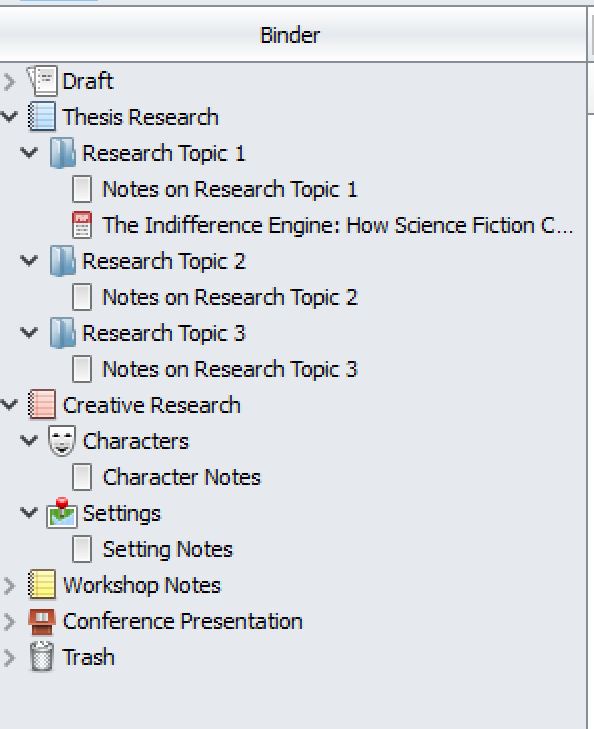 Binder
Draft
Thesis Research
Research Topic 1
Notes on Research Topic 1
The Indifference Engine: How Science Fiction C...
Research Topic 2
Notes on Research Topic 2
Research Topic 3
Notes on Research Topic 3
Creative Research
Characters
Character Notes
Settings
Setting Notes
Workshop Notes
Conference Presentation
Trash